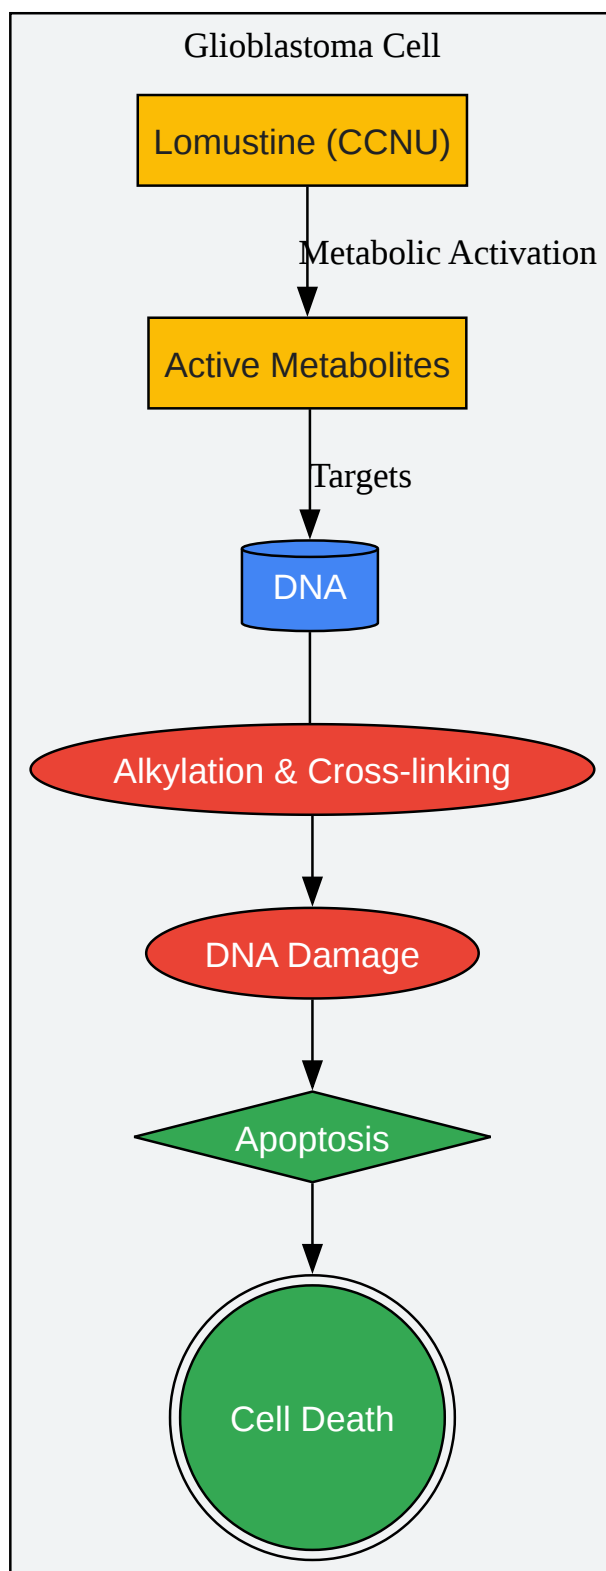 Glioblastoma Cell
Lomustine (CCNU)
Metabolic Activation
Active Metabolites
Targets
DNA
Alkylation & Cross-linking
DNA Damage
Apoptosis
Cell Death